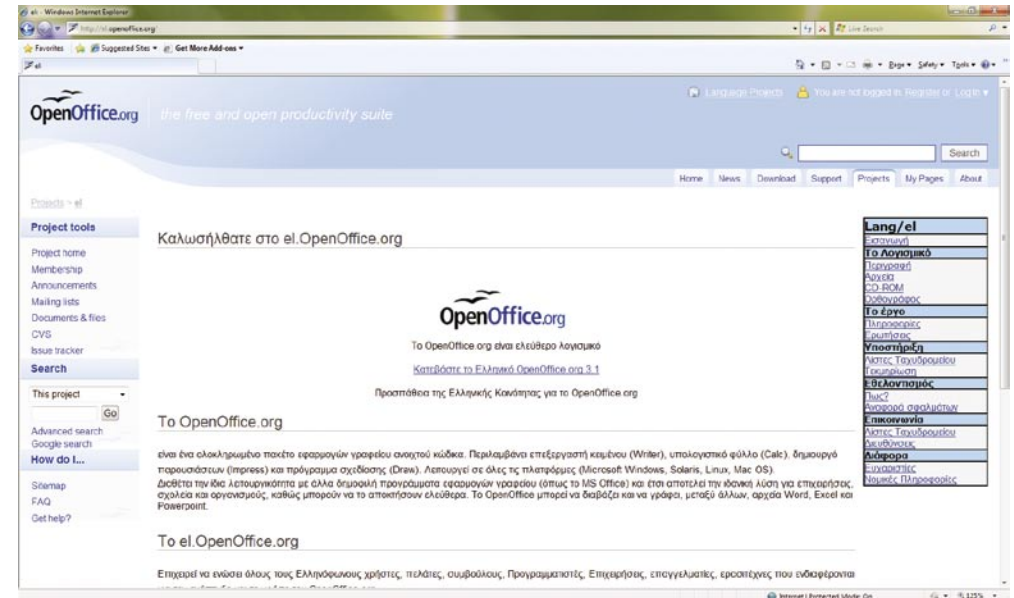 el - Windows Internet Explorer
http://el.openoffice.org/
Live Search
Favorites Suggested Sites Get More Add-ons
el
Page Safety Tools
OpenOffice.org the free and open productivity suite
Language Projects You are not logged in. Register or Log In
Search
Home News Download Support Projects My Pages About
Projects > el
Project tools
Project home
Membership
Announcements
Mailing lists
Documents & files
CVS
Issue tracker
Search
This project
Go
Advanced search
Google search
How do I...
Sitemap
FAQ
Get help?
Καλωσήλθατε στο el.OpenOffice.org
OpenOffice.org
Το OpenOffice.org είναι ελεύθερο λογισμικό
Κατεβάστε το Ελληνικό OpenOffice.org 3.1
Προσπάθεια της Ελληνικής Κοινότητας για το OpenOffice.org
Το OpenOffice.org
είναι ένα ολοκληρωμένο πακέτο εφαρμογών γραφείου ανοιχτού κώδικα. Περιλαμβάνει επεξεργαστή κειμένου (Writer), υπολογιστικό φύλλο (Calc), δημιουργό
παρουσιάσεων (Impress) και πρόγραμμα σχεδίασης (Draw). Λειτουργεί σε όλες τις πλατφόρμες (Microsoft Windows, Solaris, Linux, Mac OS).
Διαθέτει την ίδια λειτουργικότητα με άλλα δημοφιλή προγράμματα εφαρμογών γραφείου (όπως το MS Office) και έτσι αποτελεί την ιδανική λύση για επιχειρήσεις,
σχολεία και οργανισμούς, καθώς μπορούν να το αποκτήσουν ελεύθερα. Το OpenOffice μπορεί να διαβάζει και να γράφει, μεταξύ άλλων, αρχεία Word, Excel και
Powerpoint.
Το el.OpenOffice.org
Επιχειρεί να ενώσει όλους τους Ελληνόφωνους χρήστες, πελάτες, συμβούλους, Προγραμματιστές, Επιχειρήσεις, επαγγελματίες, ερασιτέχνες που ενδιαφέρονται
Lang/el
Εισαγωγή
Το Λογισμικό
Περιγραφή
Αρχεία
CD-ROM
Ορθογράφος
Το έργο
Πληροφορίες
Ερωτήσεις
Υποστήριξη
Λίστες Ταχυδρομείου
Τεκμηρίωση
Εθελοντισμός
Πως?
Αναφορά σφαλμάτων
Επικοινωνία
Λίστες Ταχυδρομείου
Διευθύνσεις
Διάφορα
Ευχαριστίες
Νομικές Πληροφορίες
Internet | Protected Mode: On 125%